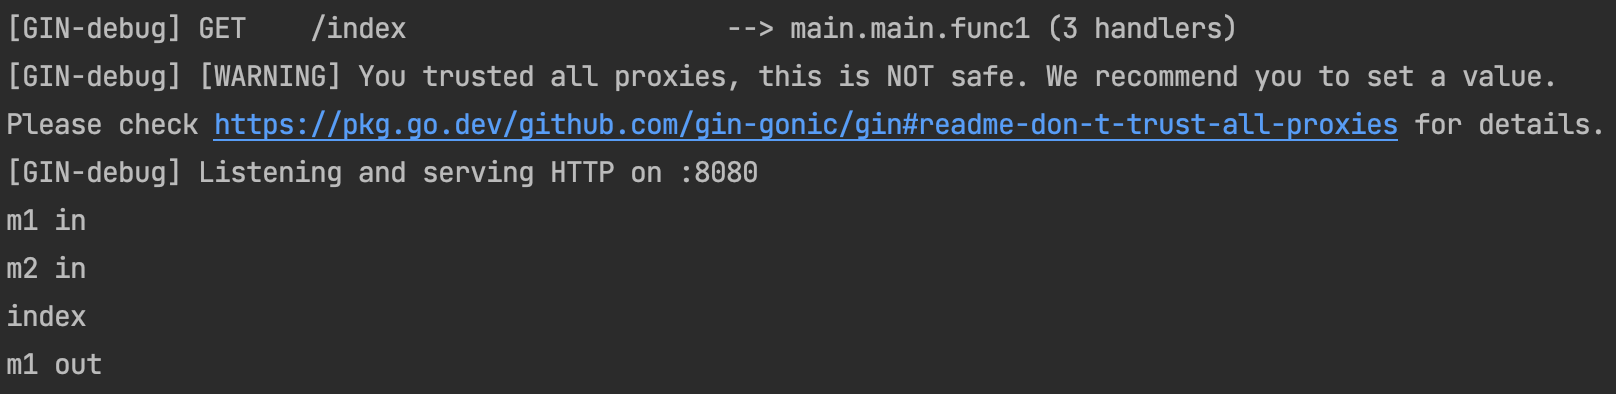 [GIN-debug] GET    /index                    --> main.main.func1 (3 handlers)
[GIN-debug] [WARNING] You trusted all proxies, this is NOT safe. We recommend you to set a value.
Please check https://pkg.go.dev/github.com/gin-gonic/gin#readme-don-t-trust-all-proxies for details.
[GIN-debug] Listening and serving HTTP on :8080
m1 in
m2 in
index
m1 out